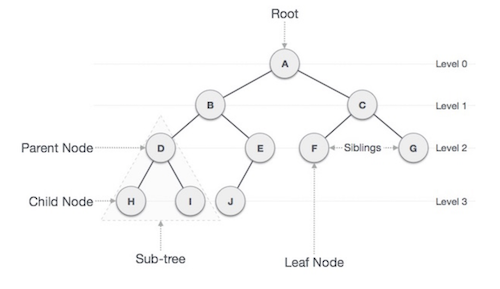 Root
A
Level 0
B
C
Level 1
Parent Node
D
E
F
Siblings
G
Level 2
Child Node
H
I
J
Level 3
Sub-tree
Leaf Node